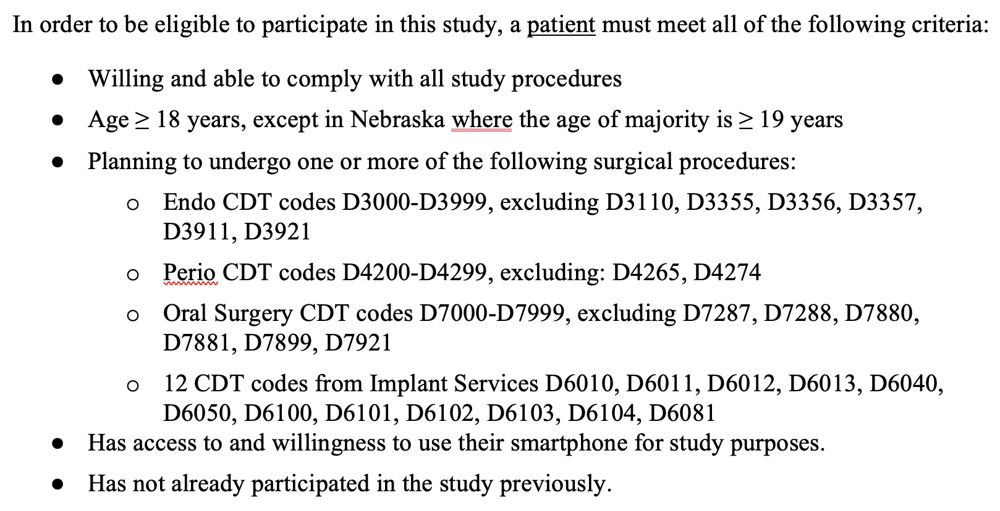 In order to be eligible to participate in this study, a patient must meet all of the following criteria:
● Willing and able to comply with all study procedures
● Age ≥ 18 years, except in Nebraska where the age of majority is ≥ 19 years
● Planning to undergo one or more of the following surgical procedures:
○ Endo CDT codes D3000-D3999, excluding D3110, D3355, D3356, D3357,
D3911, D3921
○ Perio CDT codes D4200-D4299, excluding: D4265, D4274
○ Oral Surgery CDT codes D7000-D7999, excluding D7287, D7288, D7880,
D7881, D7899, D7921
○ 12 CDT codes from Implant Services D6010, D6011, D6012, D6013, D6040,
D6050, D6100, D6101, D6102, D6103, D6104, D6081
● Has access to and willingness to use their smartphone for study purposes.
● Has not already participated in the study previously.